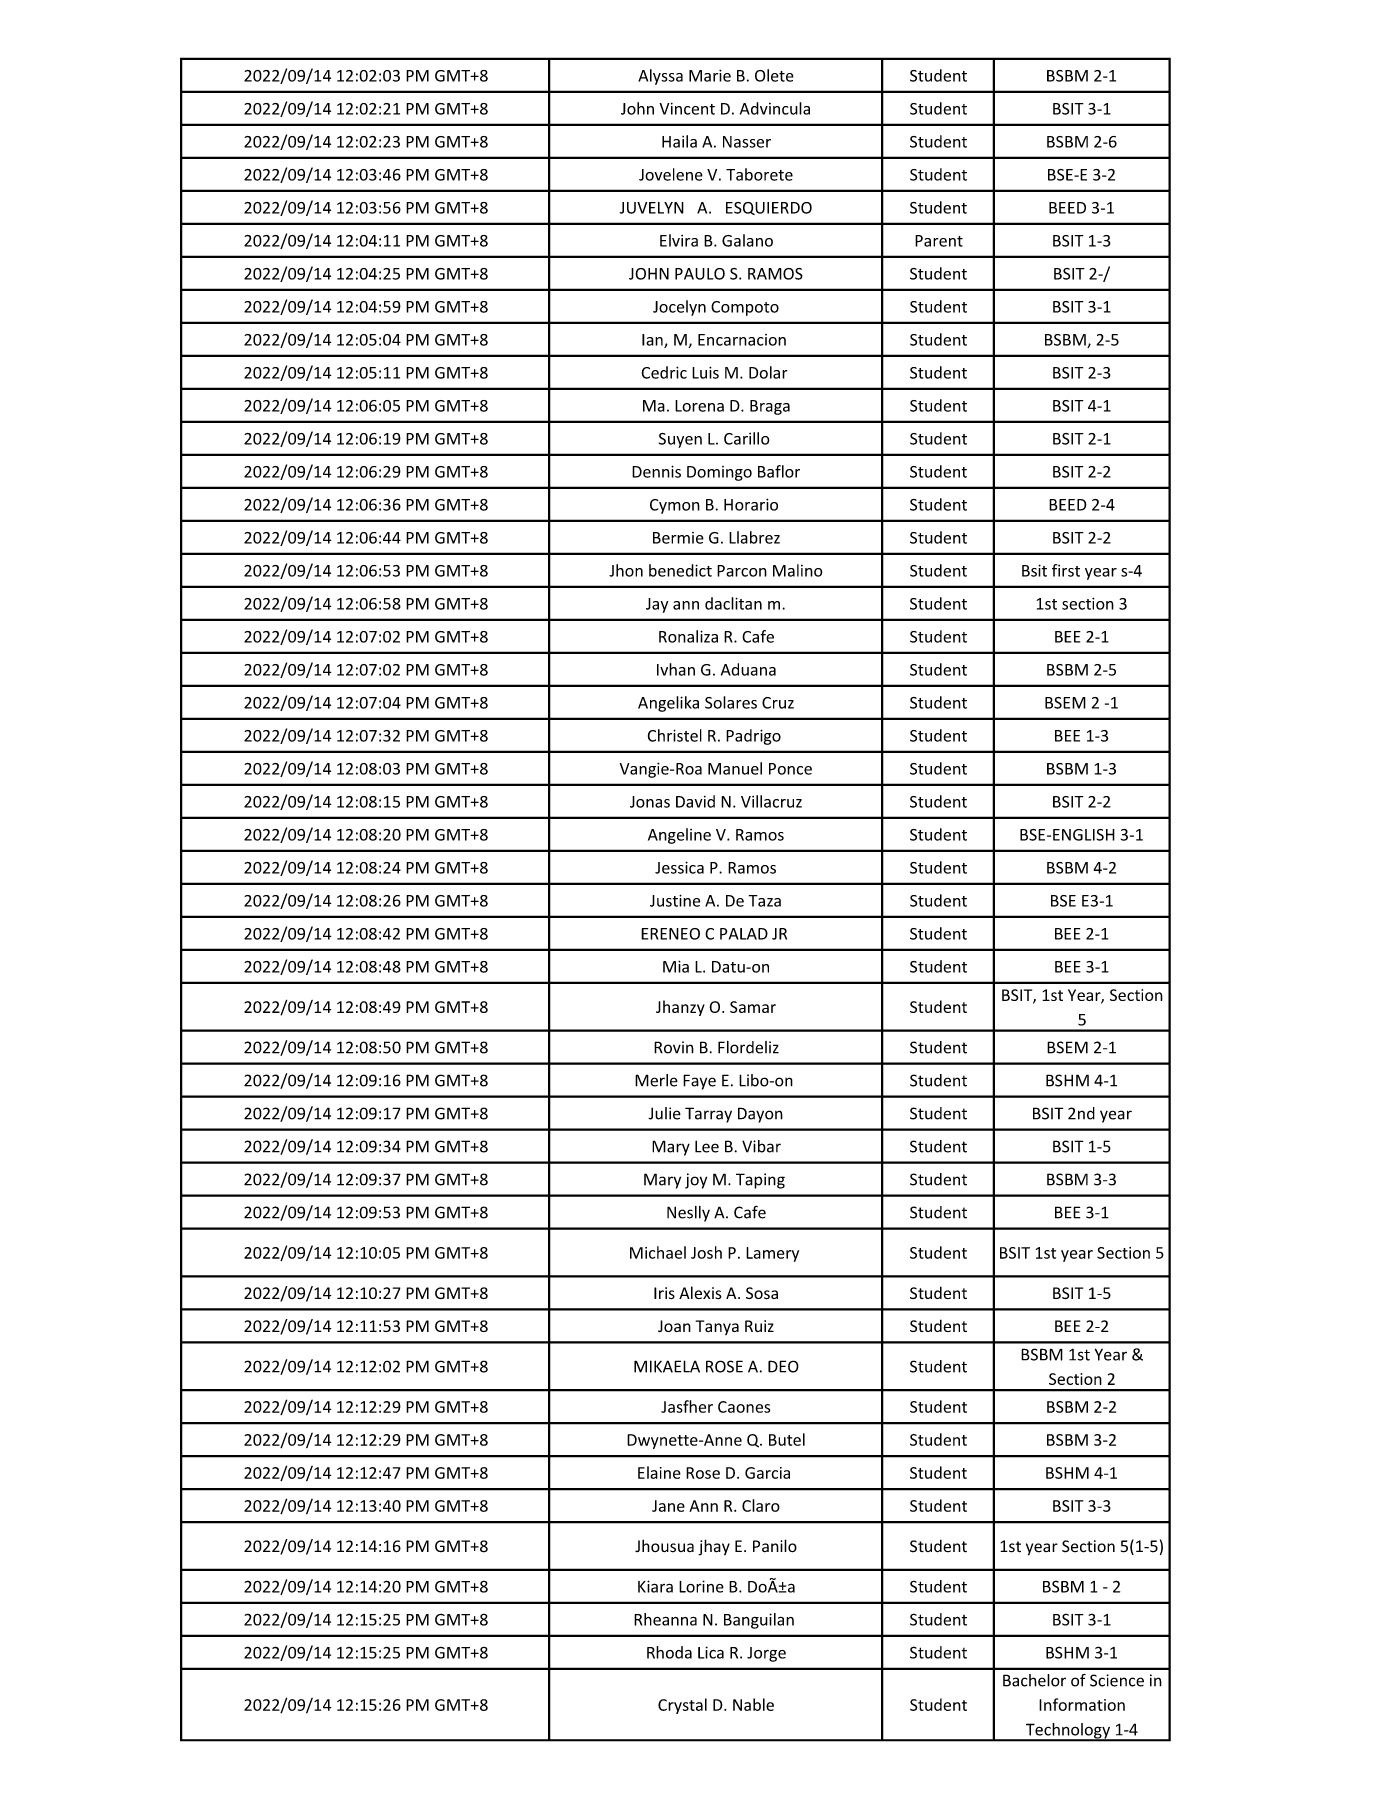 2022/09/14 12:02:03 PM GMT+8 Alyssa Marie B. Olete Student BSBM 2-1
2022/09/14 12:02:21 PM GMT+8 John Vincent D. Advincula Student BSIT 3-1
2022/09/14 12:02:23 PM GMT+8 Haila A. Nasser Student BSBM 2-6
2022/09/14 12:03:46 PM GMT+8 Jovelene V. Taborete Student BSE-E 3-2
2022/09/14 12:03:56 PM GMT+8 JUVELYN A. ESQUIERDO Student BEED 3-1
2022/09/14 12:04:11 PM GMT+8 Elvira B. Galano Parent BSIT 1-3
2022/09/14 12:04:25 PM GMT+8 JOHN PAULO S. RAMOS Student BSIT 2-/
2022/09/14 12:04:59 PM GMT+8 Jocelyn Compoto Student BSIT 3-1
2022/09/14 12:05:04 PM GMT+8 Ian, M, Encarnacion Student BSBM, 2-5
2022/09/14 12:05:11 PM GMT+8 Cedric Luis M. Dolar Student BSIT 2-3
2022/09/14 12:06:05 PM GMT+8 Ma. Lorena D. Braga Student BSIT 4-1
2022/09/14 12:06:19 PM GMT+8 Suyen L. Carillo Student BSIT 2-1
2022/09/14 12:06:29 PM GMT+8 Dennis Domingo Baflor Student BSIT 2-2
2022/09/14 12:06:36 PM GMT+8 Cymon B. Horario Student BEED 2-4
2022/09/14 12:06:44 PM GMT+8 Bermie G. Llabrez Student BSIT 2-2
2022/09/14 12:06:53 PM GMT+8 Jhon benedict Parcon Malino Student Bsit first year s-4
2022/09/14 12:06:58 PM GMT+8 Jay ann daclitan m. Student 1st section 3
2022/09/14 12:07:02 PM GMT+8 Ronaliza R. Cafe Student BEE 2-1
2022/09/14 12:07:02 PM GMT+8 Ivhan G. Aduana Student BSBM 2-5
2022/09/14 12:07:04 PM GMT+8 Angelika Solares Cruz Student BSEM 2 -1
2022/09/14 12:07:32 PM GMT+8 Christel R. Padrigo Student BEE 1-3
2022/09/14 12:08:03 PM GMT+8 Vangie-Roa Manuel Ponce Student BSBM 1-3
2022/09/14 12:08:15 PM GMT+8 Jonas David N. Villacruz Student BSIT 2-2
2022/09/14 12:08:20 PM GMT+8 Angeline V. Ramos Student BSE-ENGLISH 3-1
2022/09/14 12:08:24 PM GMT+8 Jessica P. Ramos Student BSBM 4-2
2022/09/14 12:08:26 PM GMT+8 Justine A. De Taza Student BSE E3-1
2022/09/14 12:08:42 PM GMT+8 ERENEO C PALAD JR Student BEE 2-1
2022/09/14 12:08:48 PM GMT+8 Mia L. Datu-on Student BEE 3-1
2022/09/14 12:08:49 PM GMT+8 Jhanzy O. Samar Student BSIT, 1st Year, Section
5
2022/09/14 12:08:50 PM GMT+8 Rovin B. Flordeliz Student BSEM 2-1
2022/09/14 12:09:16 PM GMT+8 Merle Faye E. Libo-on Student BSHM 4-1
2022/09/14 12:09:17 PM GMT+8 Julie Tarray Dayon Student BSIT 2nd year
2022/09/14 12:09:34 PM GMT+8 Mary Lee B. Vibar Student BSIT 1-5
2022/09/14 12:09:37 PM GMT+8 Mary joy M. Taping Student BSBM 3-3
2022/09/14 12:09:53 PM GMT+8 Neslly A. Cafe Student BEE 3-1
2022/09/14 12:10:05 PM GMT+8 Michael Josh P. Lamery Student BSIT 1st year Section 5
2022/09/14 12:10:27 PM GMT+8 Iris Alexis A. Sosa Student BSIT 1-5
2022/09/14 12:11:53 PM GMT+8 Joan Tanya Ruiz Student BEE 2-2
2022/09/14 12:12:02 PM GMT+8 MIKAELA ROSE A. DEO Student BSBM 1st Year &
Section 2
2022/09/14 12:12:29 PM GMT+8 Jasfher Caones Student BSBM 2-2
2022/09/14 12:12:29 PM GMT+8 Dwynette-Anne Q. Butel Student BSBM 3-2
2022/09/14 12:12:47 PM GMT+8 Elaine Rose D. Garcia Student BSHM 4-1
2022/09/14 12:13:40 PM GMT+8 Jane Ann R. Claro Student BSIT 3-3
2022/09/14 12:14:16 PM GMT+8 Jhousua jhay E. Panilo Student 1st year Section 5(1-5)
2022/09/14 12:14:20 PM GMT+8 Kiara Lorine B. DoÃ±a Student BSBM 1 - 2
2022/09/14 12:15:25 PM GMT+8 Rheanna N. Banguilan Student BSIT 3-1
2022/09/14 12:15:25 PM GMT+8 Rhoda Lica R. Jorge Student BSHM 3-1
2022/09/14 12:15:26 PM GMT+8 Crystal D. Nable Student Bachelor of Science in
Information
Technology 1-4